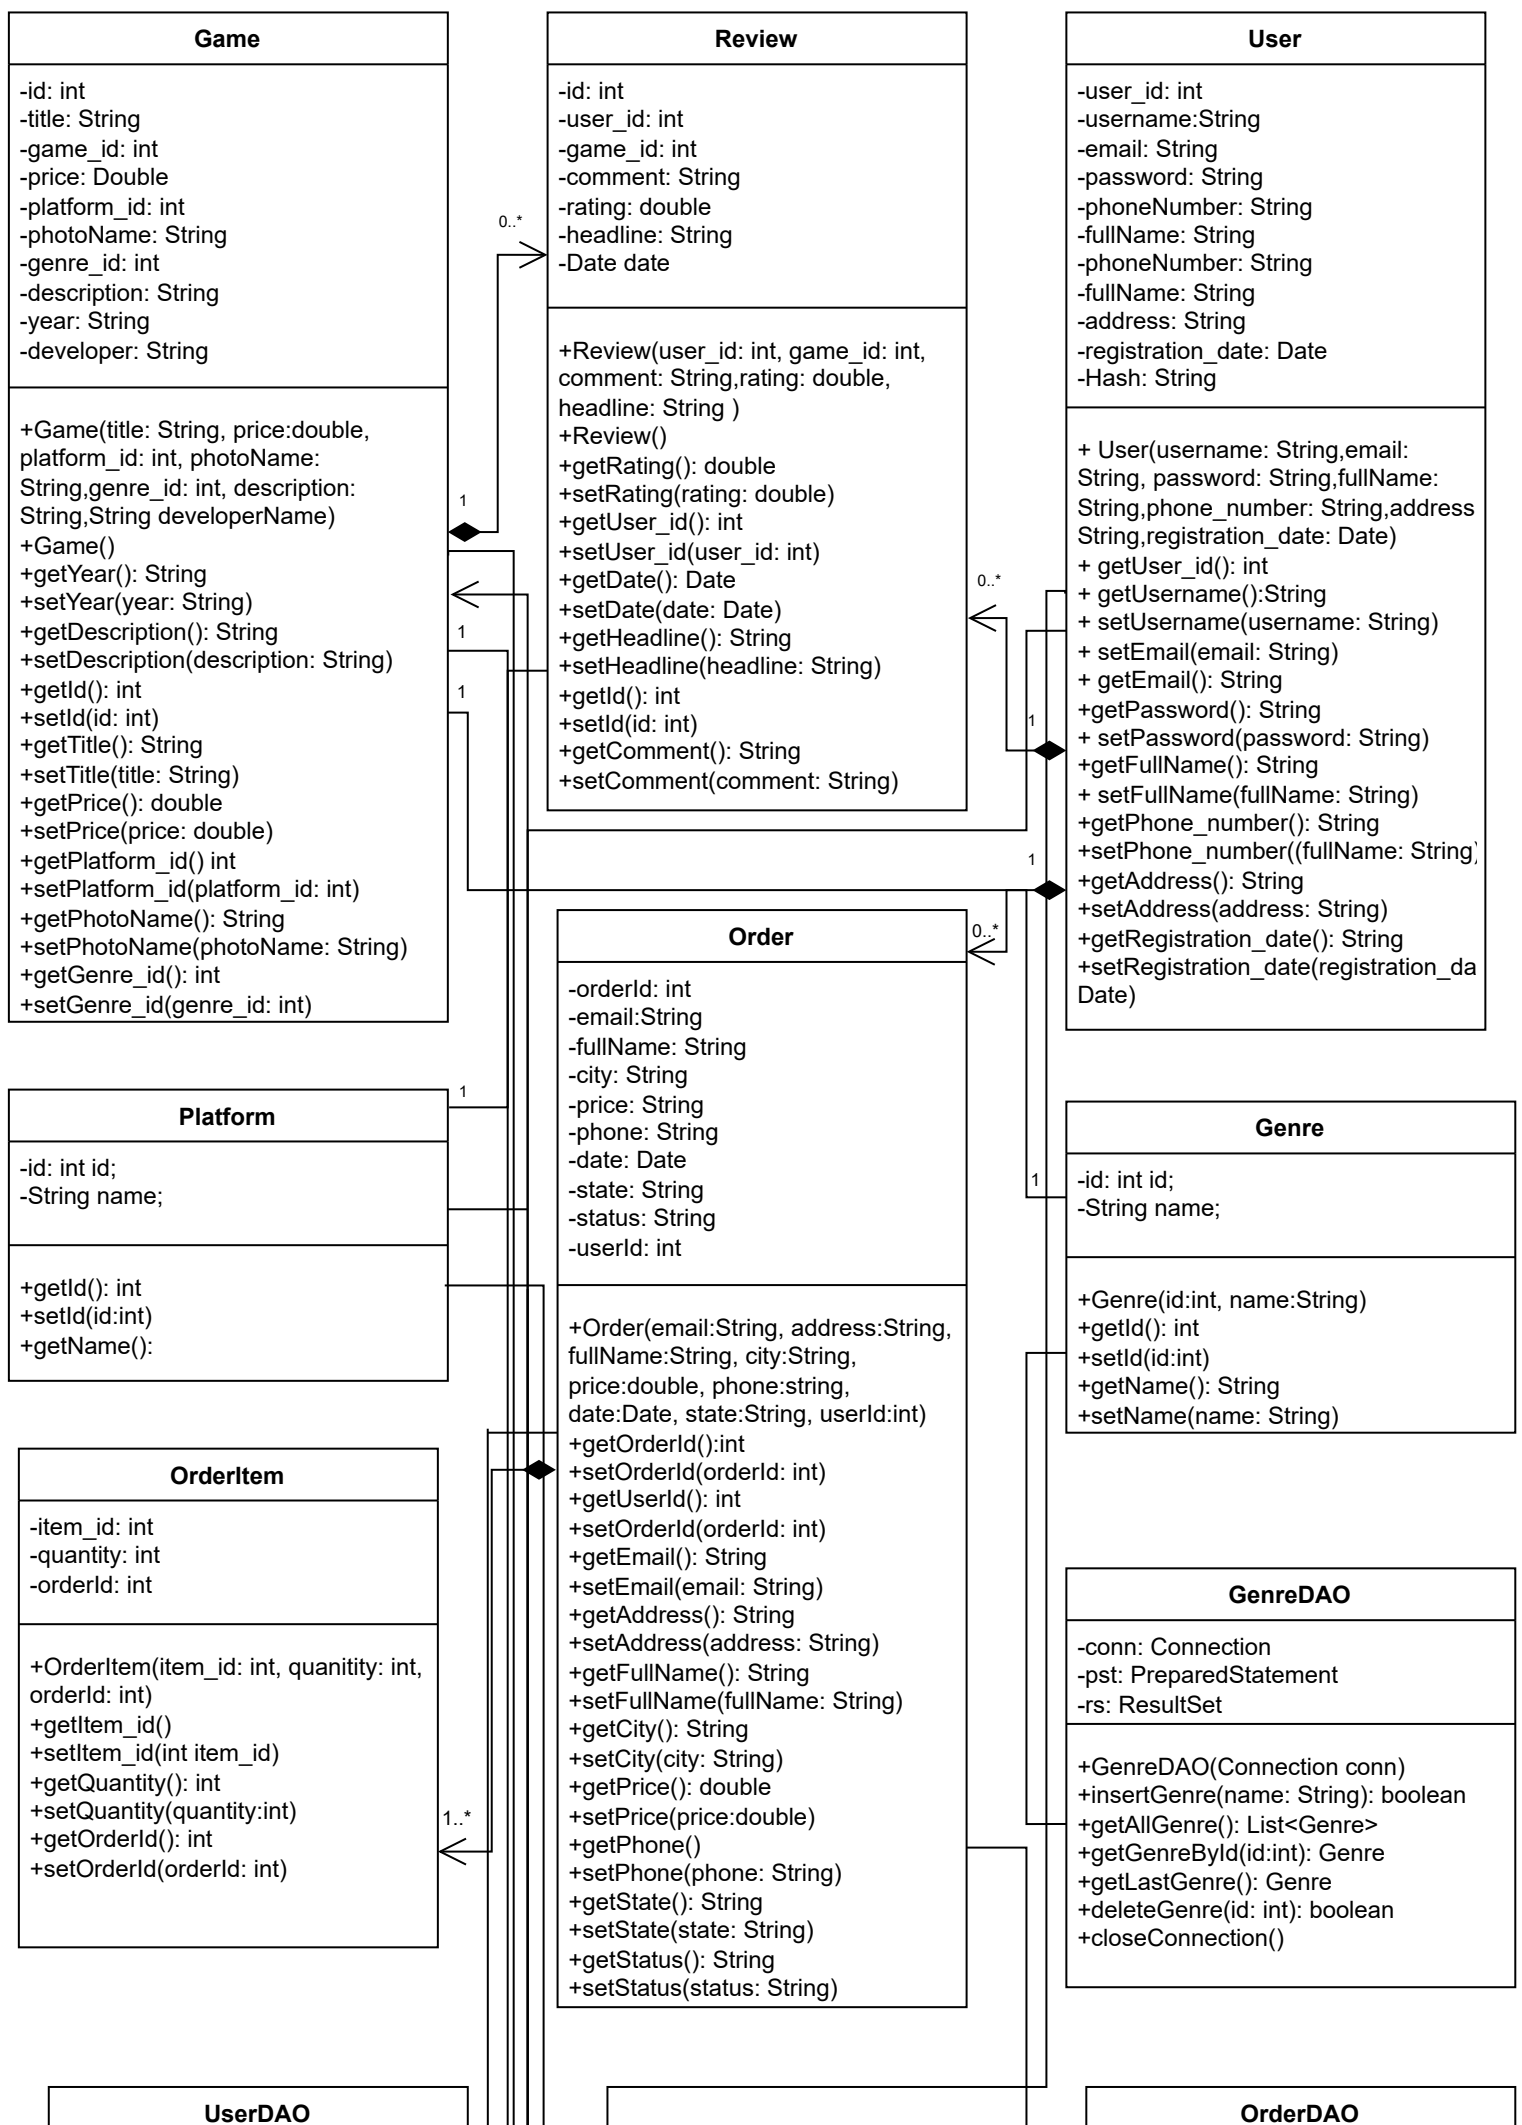 Game
-id: int
-title: String
-game_id: int
-price: Double
-platform_id: int
-photoName: String
-genre_id: int
-description: String
-year: String
-developer: String
+Game(title: String, price:double,
platform_id: int, photoName:
String,genre_id: int, description:
String,String developerName)
+Game()
+getYear(): String
+setYear(year: String)
+getDescription(): String
+setDescription(description: String)
+getId(): int
+setId(id: int)
+getTitle(): String
+setTitle(title: String)
+getPrice(): double
+setPrice(price: double)
+getPlatform_id() int
+setPlatform_id(platform_id: int)
+getPhotoName(): String
+setPhotoName(photoName: String)
+getGenre_id(): int
+setGenre_id(genre_id: int)
0..*
1
1
1
Review
-id: int
-user_id: int
-game_id: int
-comment: String
-rating: double
-headline: String
-Date date
+Review(user_id: int, game_id: int,
comment: String,rating: double,
headline: String )
+Review()
+getRating(): double
+setRating(rating: double)
+getUser_id(): int
+setUser_id(user_id: int)
+getDate(): Date
+setDate(date: Date)
+getHeadline(): String
+setHeadline(headline: String)
+getId(): int
+setId(id: int)
+getComment(): String
+setComment(comment: String)
0..*
1
1
0..*
User
-user_id: int
-username:String
-email: String
-password: String
-phoneNumber: String
-fullName: String
-phoneNumber: String
-fullName: String
-address: String
-registration_date: Date
-Hash: String
+ User(username: String,email:
String, password: String,fullName:
String,phone_number: String,address
String,registration_date: Date)
+ getUser_id(): int
+ getUsername():String
+ setUsername(username: String)
+ setEmail(email: String)
+ getEmail(): String
+getPassword(): String
+ setPassword(password: String)
+getFullName(): String
+ setFullName(fullName: String)
+getPhone_number(): String
+setPhone_number((fullName: String)
+getAddress(): String
+setAddress(address: String)
+getRegistration_date(): String
+setRegistration_date(registration_da
Date)
Platform
-id: int id;
-String name;
+getId(): int
+setId(id:int)
+getName():
1
Order
-orderId: int
-email:String
-fullName: String
-city: String
-price: String
-phone: String
-date: Date
-state: String
-status: String
-userId: int
+Order(email:String, address:String,
fullName:String, city:String,
price:double, phone:string,
date:Date, state:String, userId:int)
+getOrderId():int
+setOrderId(orderId: int)
+getUserId(): int
+setOrderId(orderId: int)
+getEmail(): String
+setEmail(email: String)
+getAddress(): String
+setAddress(address: String)
+getFullName(): String
+setFullName(fullName: String)
+getCity(): String
+setCity(city: String)
+getPrice(): double
+setPrice(price:double)
+getPhone()
+setPhone(phone: String)
+getState(): String
+setState(state: String)
+getStatus(): String
+setStatus(status: String)
1
Genre
-id: int id;
-String name;
+Genre(id:int, name:String)
+getId(): int
+setId(id:int)
+getName(): String
+setName(name: String)
OrderItem
-item_id: int
-quantity: int
-orderId: int
+OrderItem(item_id: int, quanitity: int,
orderId: int)
+getItem_id()
+setItem_id(int item_id)
+getQuantity(): int
+setQuantity(quantity:int)
+getOrderId(): int
+setOrderId(orderId: int)
1..*
GenreDAO
-conn: Connection
-pst: PreparedStatement
-rs: ResultSet
+GenreDAO(Connection conn)
+insertGenre(name: String): boolean
+getAllGenre(): List<Genre>
+getGenreById(id:int): Genre
+getLastGenre(): Genre
+deleteGenre(id: int): boolean
+closeConnection()
UserDAO
OrderDAO